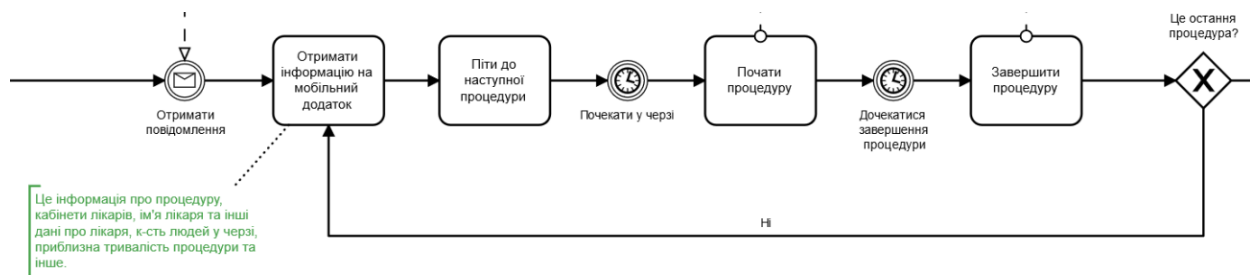 Це остання
процедура?
Отримати
інформацію на
мобільний
додаток
Піти до
наступної
процедури
Почати
процедуру
Завершити
процедуру
X
Отримати
повідомлення
Почекати у черзі
Дочекатися
завершення
процедури
Це інформація про процедуру,
кабінети лікарів, ім'я лікаря та інші
дані про лікаря, к-сть людей у черзі,
приблизна тривалість процедури та
інше.
Ні